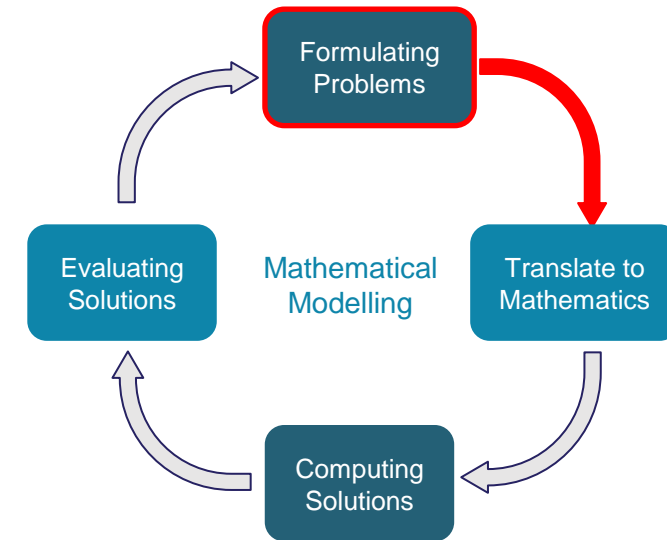 Formulating
Problems
Evaluating
Solutions
Mathematical
Modelling
Translate to
Mathematics
Computing
Solutions